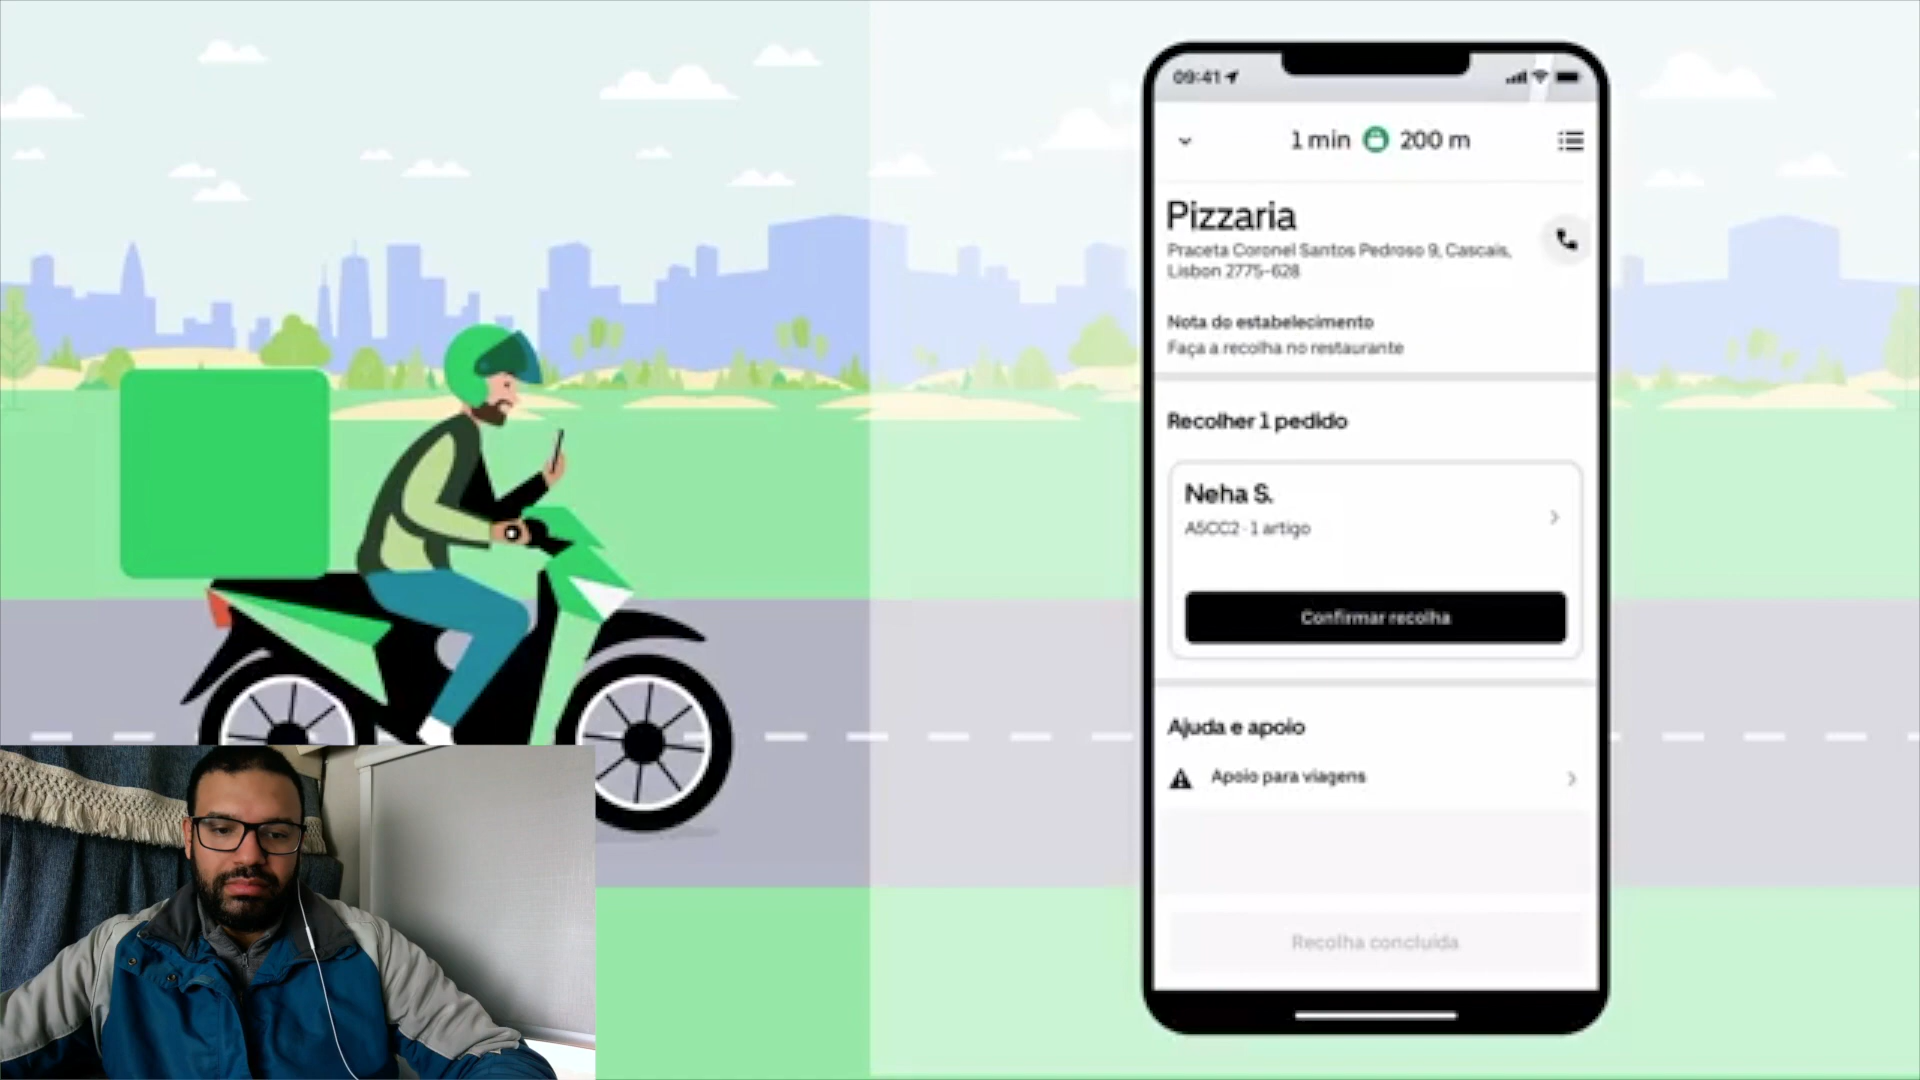 09:41
1 min 200 m
Pizzaria
Praceta Coronel Santos Pedroso 9, Cascais,
Lisbon 2775-628
Nota do estabelecimento
Faça a recolha no restaurante
Recolher 1 pedido
Neha S.
A5CC2 · 1 artigo
Confirmar recolha
Ajuda e apoio
Apoio para viagens
Recolha concluída